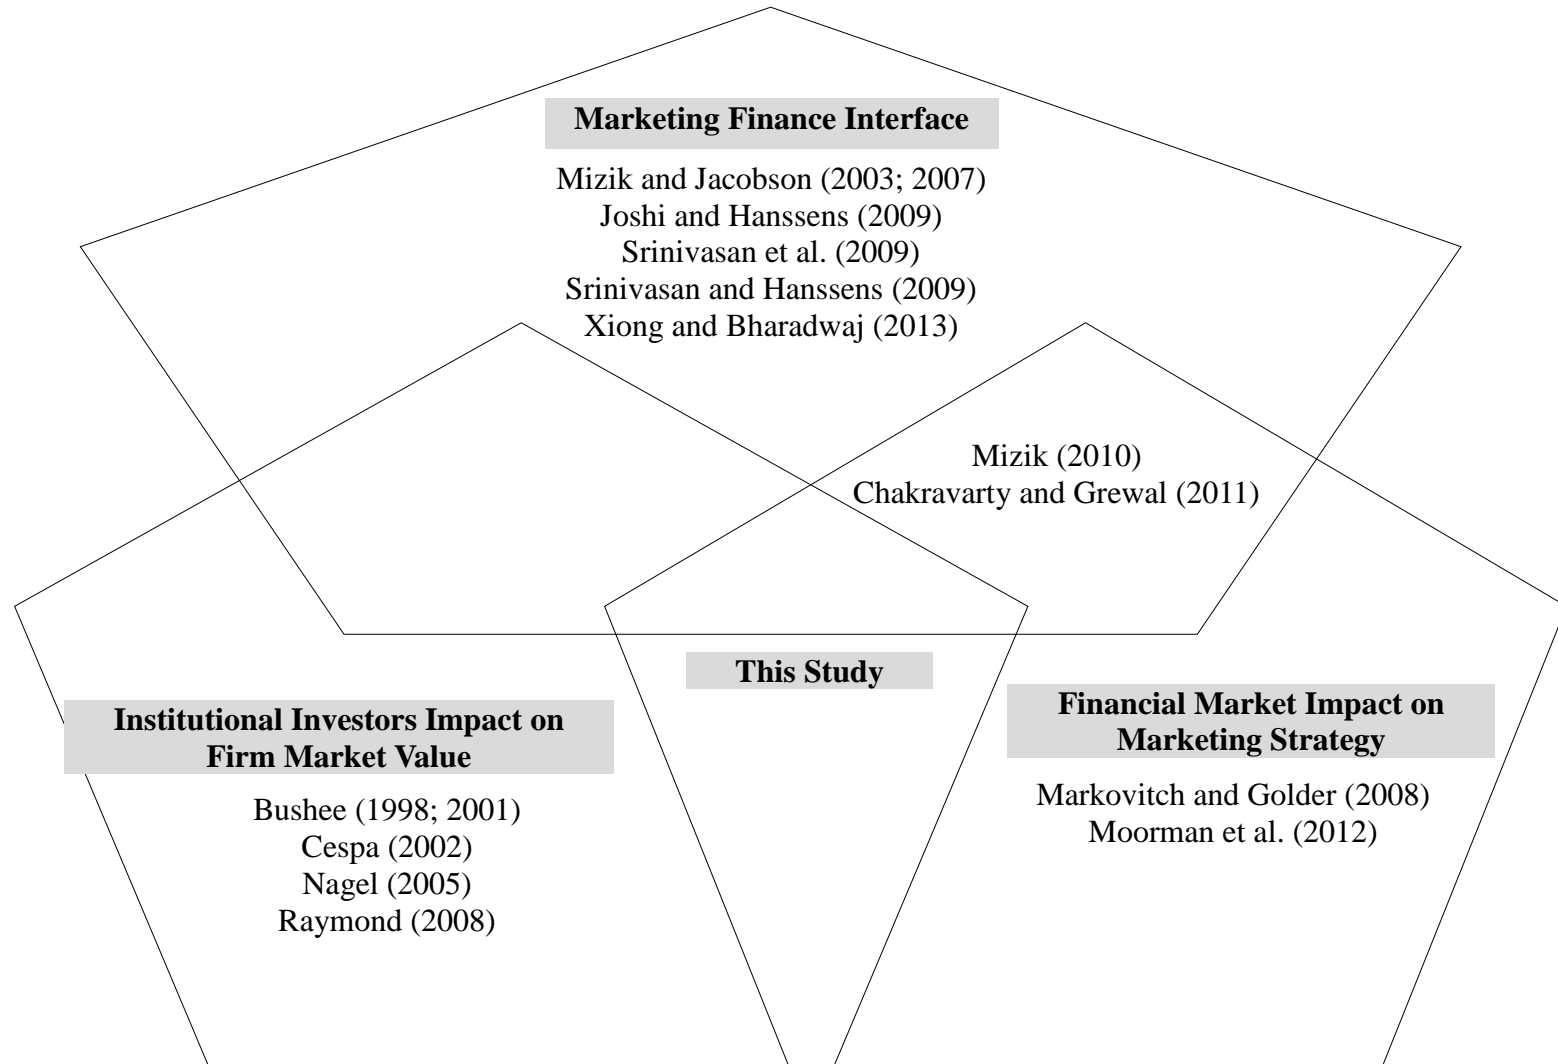 Marketing Finance Interface
Mizik and Jacobson (2003; 2007)
Joshi and Hanssens (2009)
Srinivasan et al. (2009)
Srinivasan and Hanssens (2009)
Xiong and Bharadwaj (2013)
Mizik (2010)
Chakravarty and Grewal (2011)
This Study
Institutional Investors Impact on
Firm Market Value
Bushee (1998; 2001)
Cespa (2002)
Nagel (2005)
Raymond (2008)
Financial Market Impact on
Marketing Strategy
Markovitch and Golder (2008)
Moorman et al. (2012)